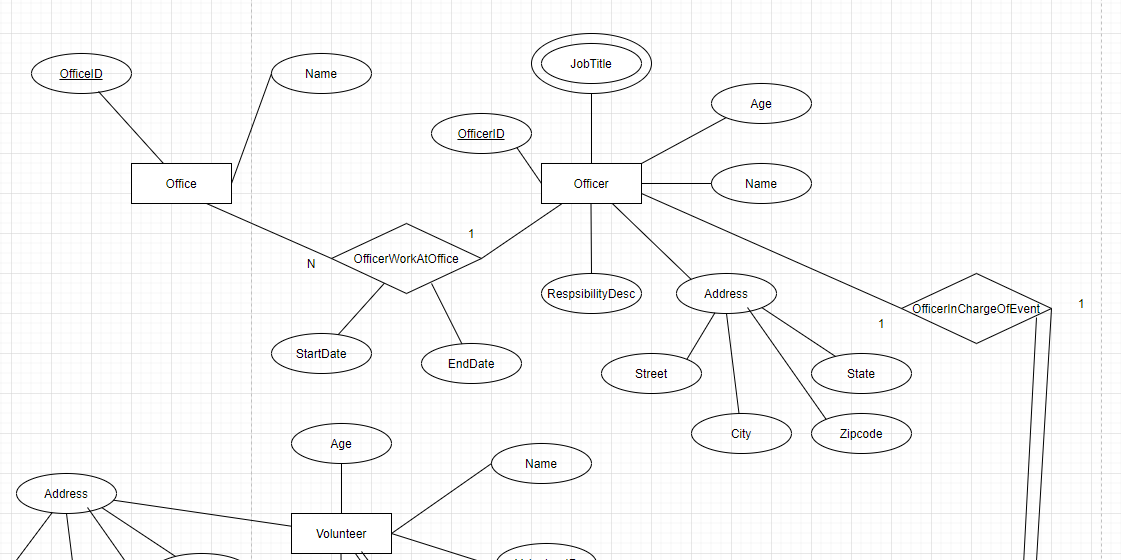 OfficeID
Name
JobTitle
OfficerID
Age
Office
Officer
Name
1
N
OfficerWorkAtOffice
RespsibilityDesc
Address
OfficerInChargeOfEvent
1
1
StartDate
EndDate
Street
State
City
Zipcode
Age
Name
Address
Volunteer